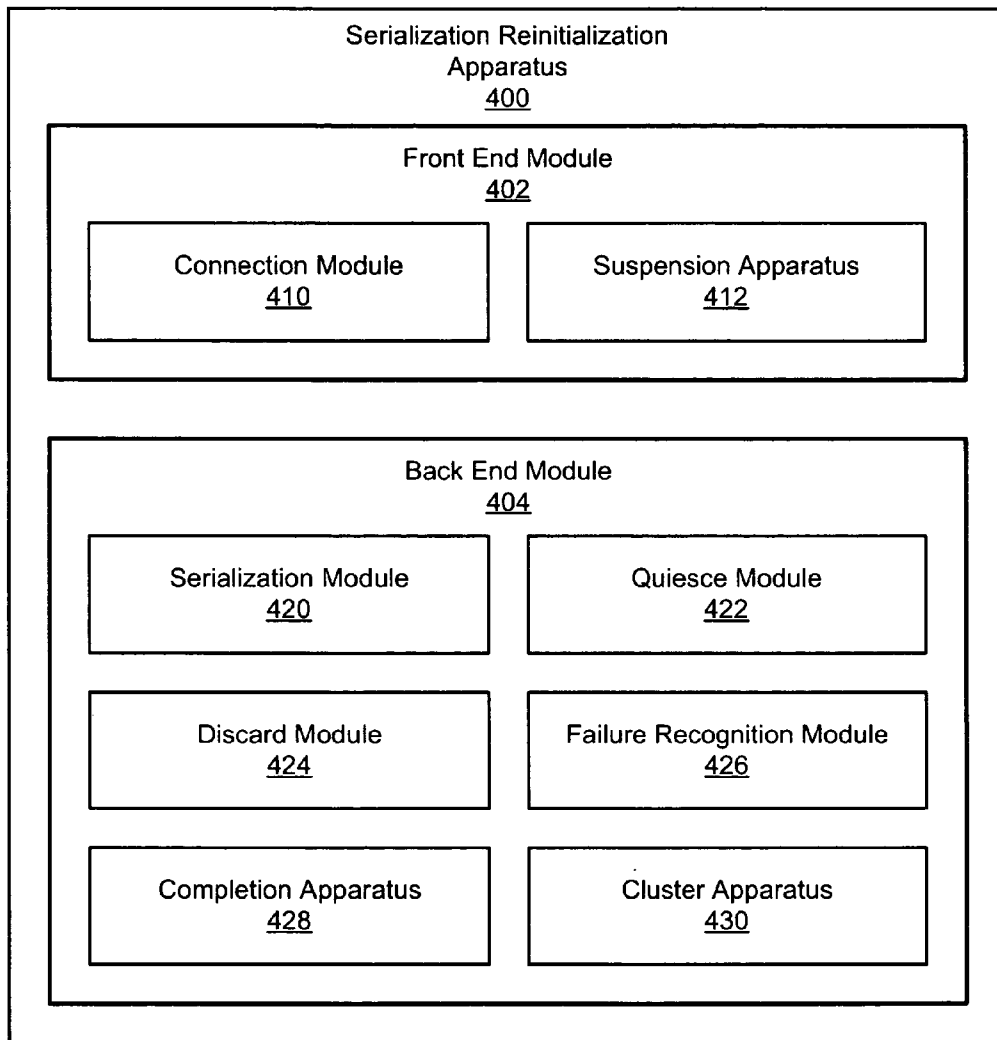 Serialization Reinitialization
Apparatus
400
Front End Module
402
Connection Module
410
Suspension Apparatus
412
Back End Module
404
Serialization Module
420
Quiesce Module
422
Discard Module
424
Failure Recognition Module
426
Completion Apparatus
428
Cluster Apparatus
430